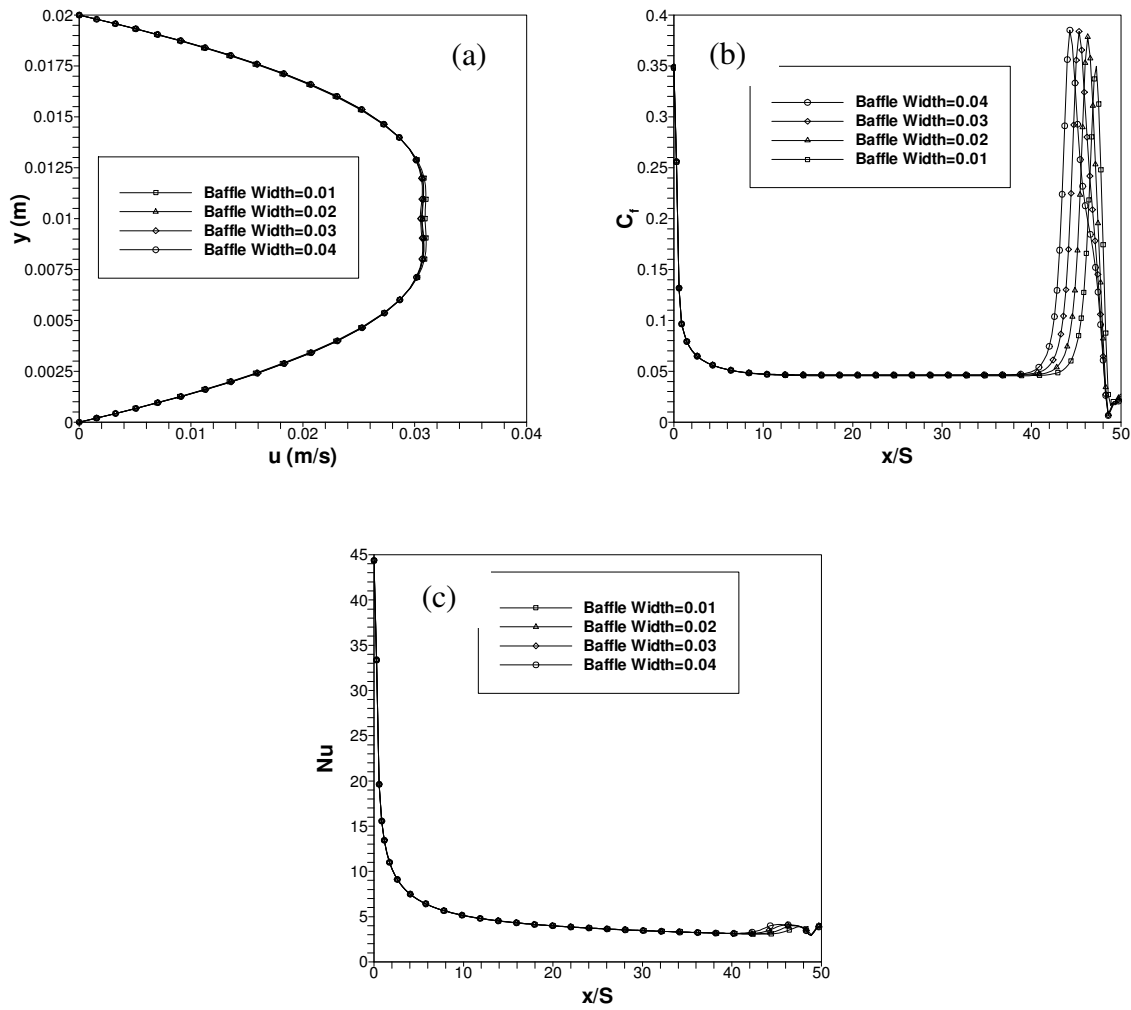 (a)
y (m)
0.02
0.0175
0.015
0.0125
0.01
0.0075
0.005
0.0025
0
Baffle Width=0.01
Baffle Width=0.02
Baffle Width=0.03
Baffle Width=0.04
0 0.01 0.02 0.03 0.04
u (m/s)
(b)
Cf
0.4
0.35
0.3
0.25
0.2
0.15
0.1
0.05
0
Baffle Width=0.04
Baffle Width=0.03
Baffle Width=0.02
Baffle Width=0.01
0 10 20 30 40 50
x/S
(c)
Nu
45
40
35
30
25
20
15
10
5
0
Baffle Width=0.01
Baffle Width=0.02
Baffle Width=0.03
Baffle Width=0.04
0 10 20 30 40 50
x/S